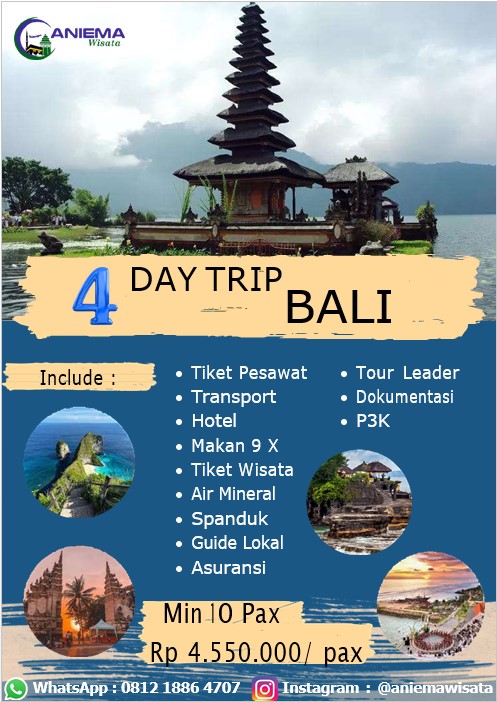 ANIEMA
Wisata
4 DAY TRIP
BALI
Include :
• Tiket Pesawat
• Transport
• Hotel
• Makan 9 X
• Tiket Wisata
• Air Mineral
• Spanduk
• Guide Lokal
• Asuransi
• Tour Leader
• Dokumentasi
• P3K
Min 10 Pax
Rp 4.550.000/ pax
WhatsApp : 0812 1886 4707 Instagram : @aniemawisata